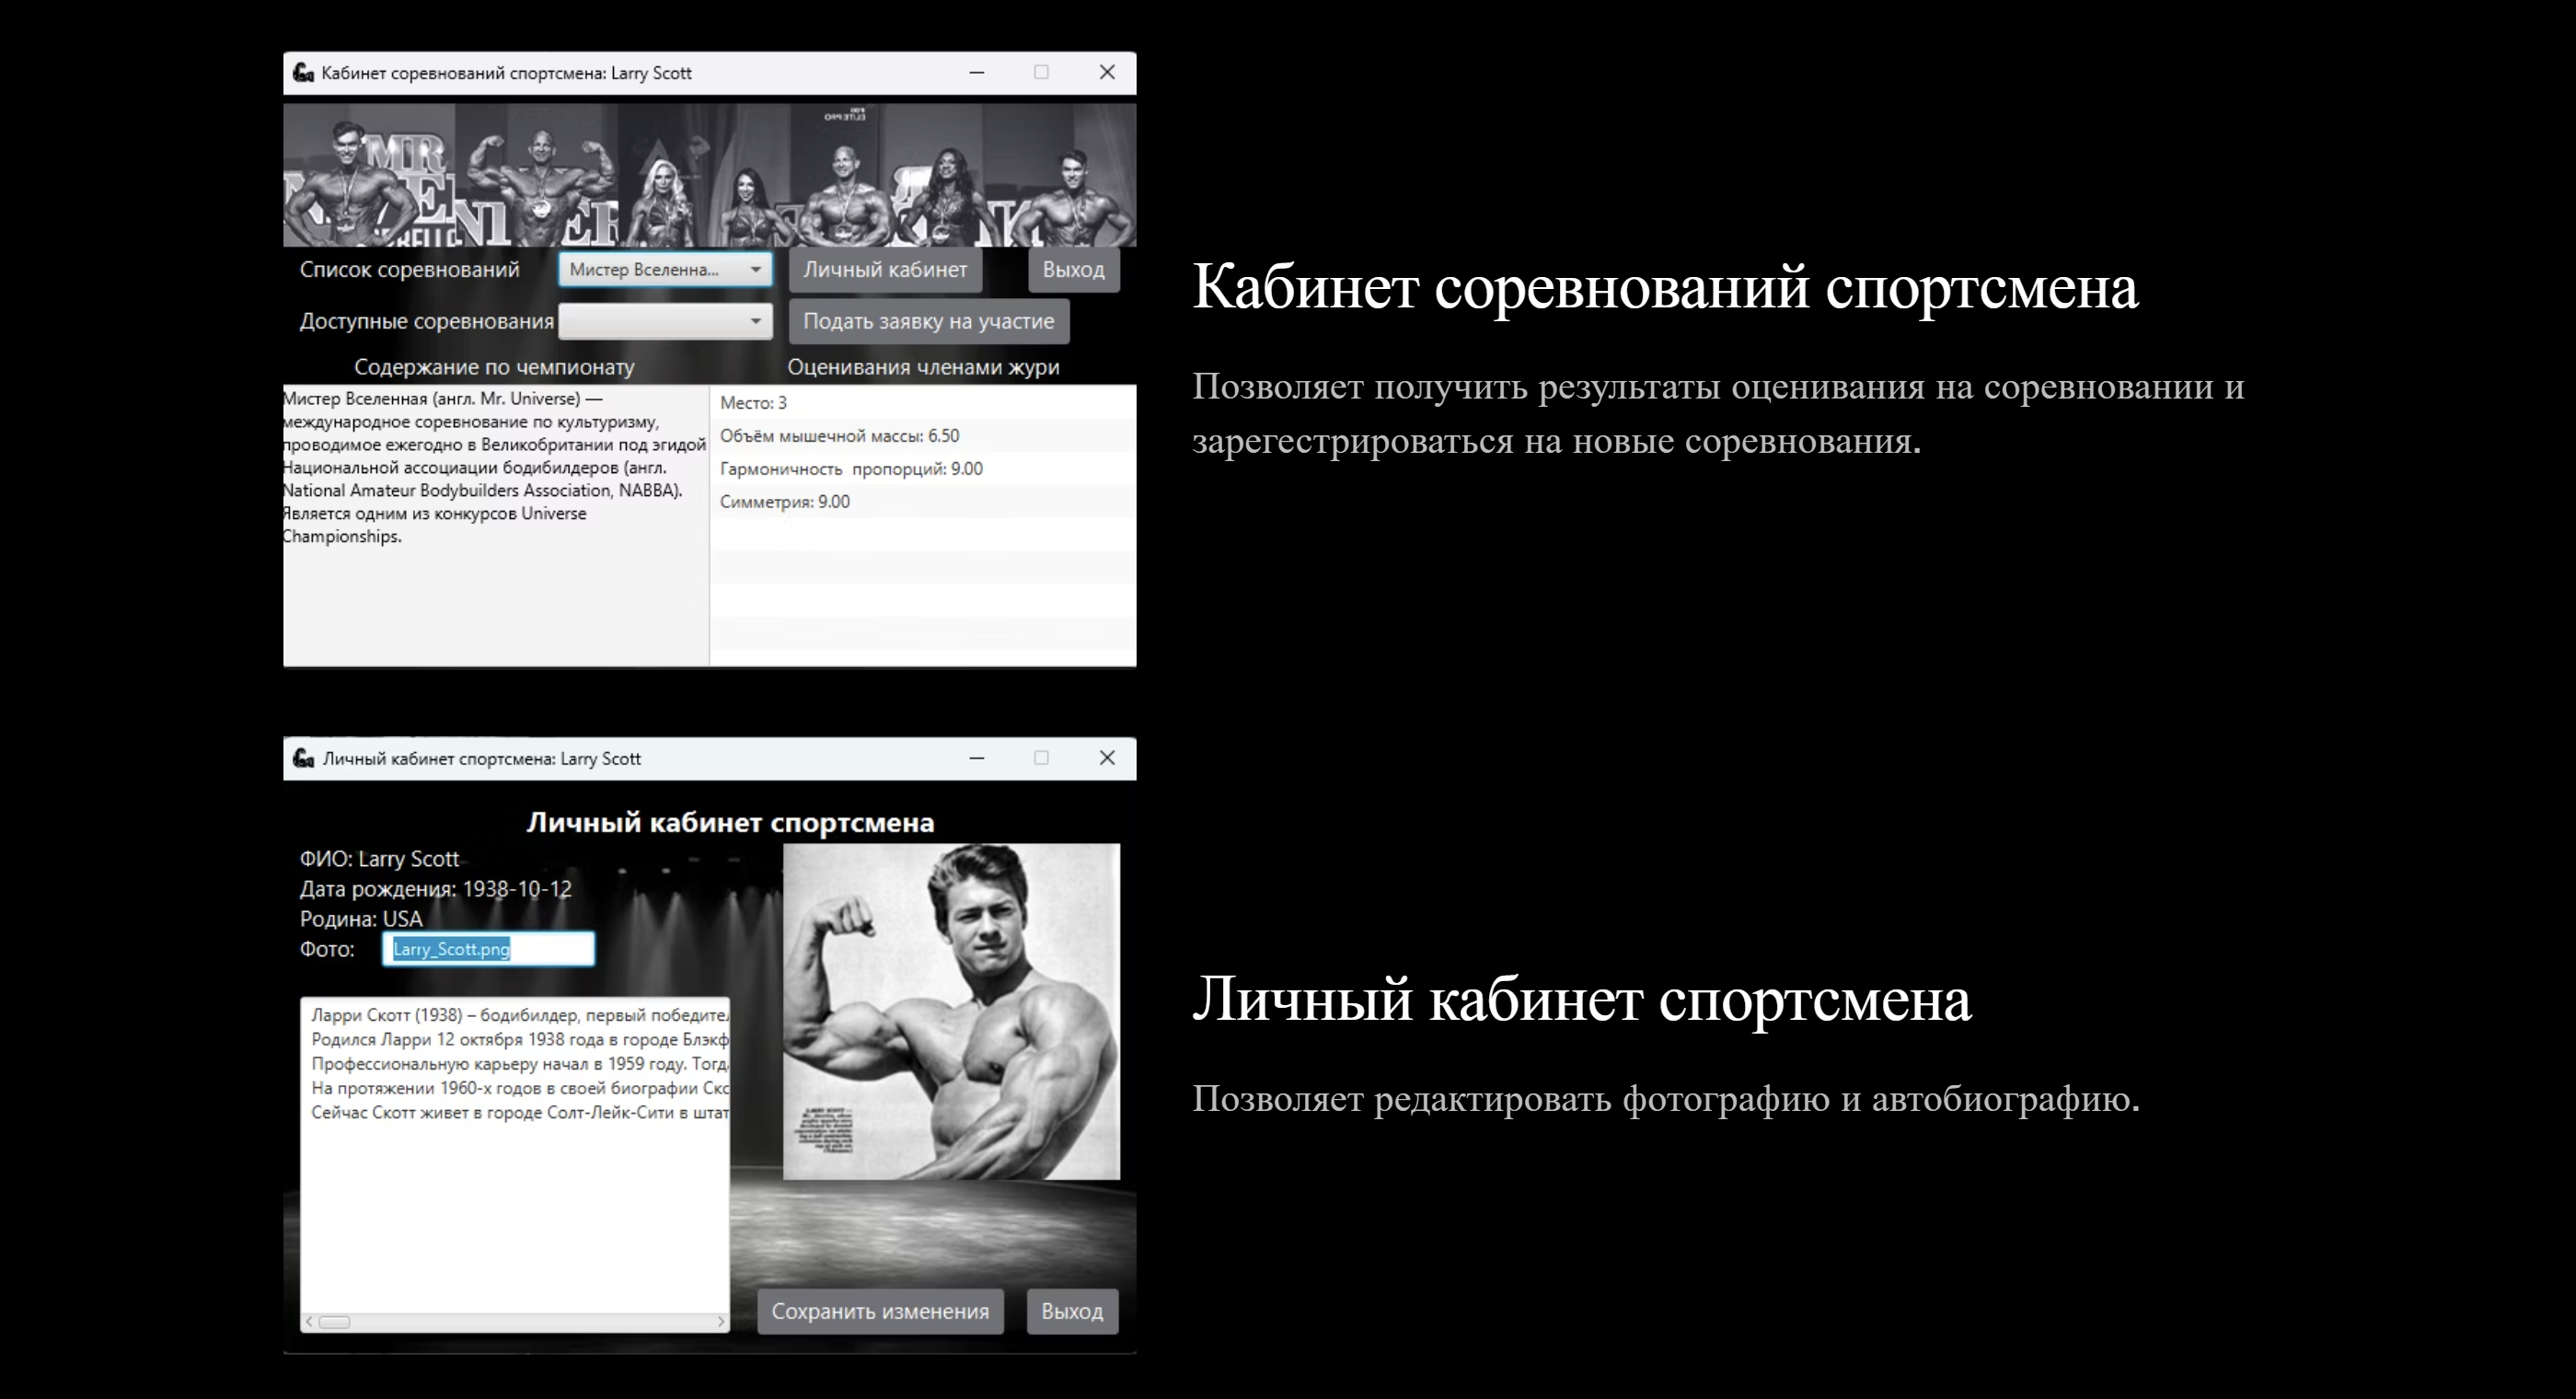 Кабинет соревнований спортсмена: Larry Scott
Список соревнований
Мистер Вселенна...
Личный кабинет
Выход
Доступные соревнования
Подать заявку на участие
Содержание по чемпионату
Оценивания членами жури
Мистер Вселенная (англ. Mr. Universe) —
международное соревнование по культуризму,
проводимое ежегодно в Великобритании под эгидой
Национальной ассоциации бодибилдеров (англ.
National Amateur Bodybuilders Association, NABBA).
Является одним из конкурсов Universe
Championships.
Место: 3
Объём мышечной массы: 6.50
Гармоничность  пропорций: 9.00
Симметрия: 9.00
Кабинет соревнований спортсмена
Позволяет получить результаты оценивания на соревновании и
зарегестрироваться на новые соревнования.
Личный кабинет спортсмена: Larry Scott
Личный кабинет спортсмена
ФИО: Larry Scott
Дата рождения: 1938-10-12
Родина: USA
Фото: Larry_Scott.png
Ларри Скотт (1938) – бодибилдер, первый победител
Родился Ларри 12 октября 1938 года в городе Блэкф
Профессиональную карьеру начал в 1959 году. Тогд
На протяжении 1960-х годов в своей биографии Ско
Сейчас Скотт живет в городе Солт-Лейк-Сити в штат
Сохранить изменения
Выход
Личный кабинет спортсмена
Позволяет редактировать фотографию и автобиографию.